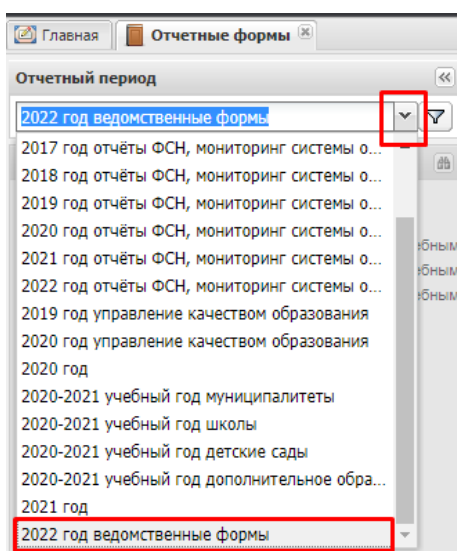 Главная
Отчетные формы
Отчетный период
2022 год ведомственные формы
2017 год отчёты ФСН, мониторинг системы о...
2018 год отчёты ФСН, мониторинг системы о...
2019 год отчёты ФСН, мониторинг системы о...
2020 год отчёты ФСН, мониторинг системы о...
2021 год отчёты ФСН, мониторинг системы о...
2022 год отчёты ФСН, мониторинг системы о...
2019 год управление качеством образования
2020 год управление качеством образования
2020 год
2020-2021 учебный год муниципалитеты
2020-2021 учебный год школы
2020-2021 учебный год детские сады
2020-2021 учебный год дополнительное обра...
2021 год
2022 год ведомственные формы
ебным
ебным
ебным